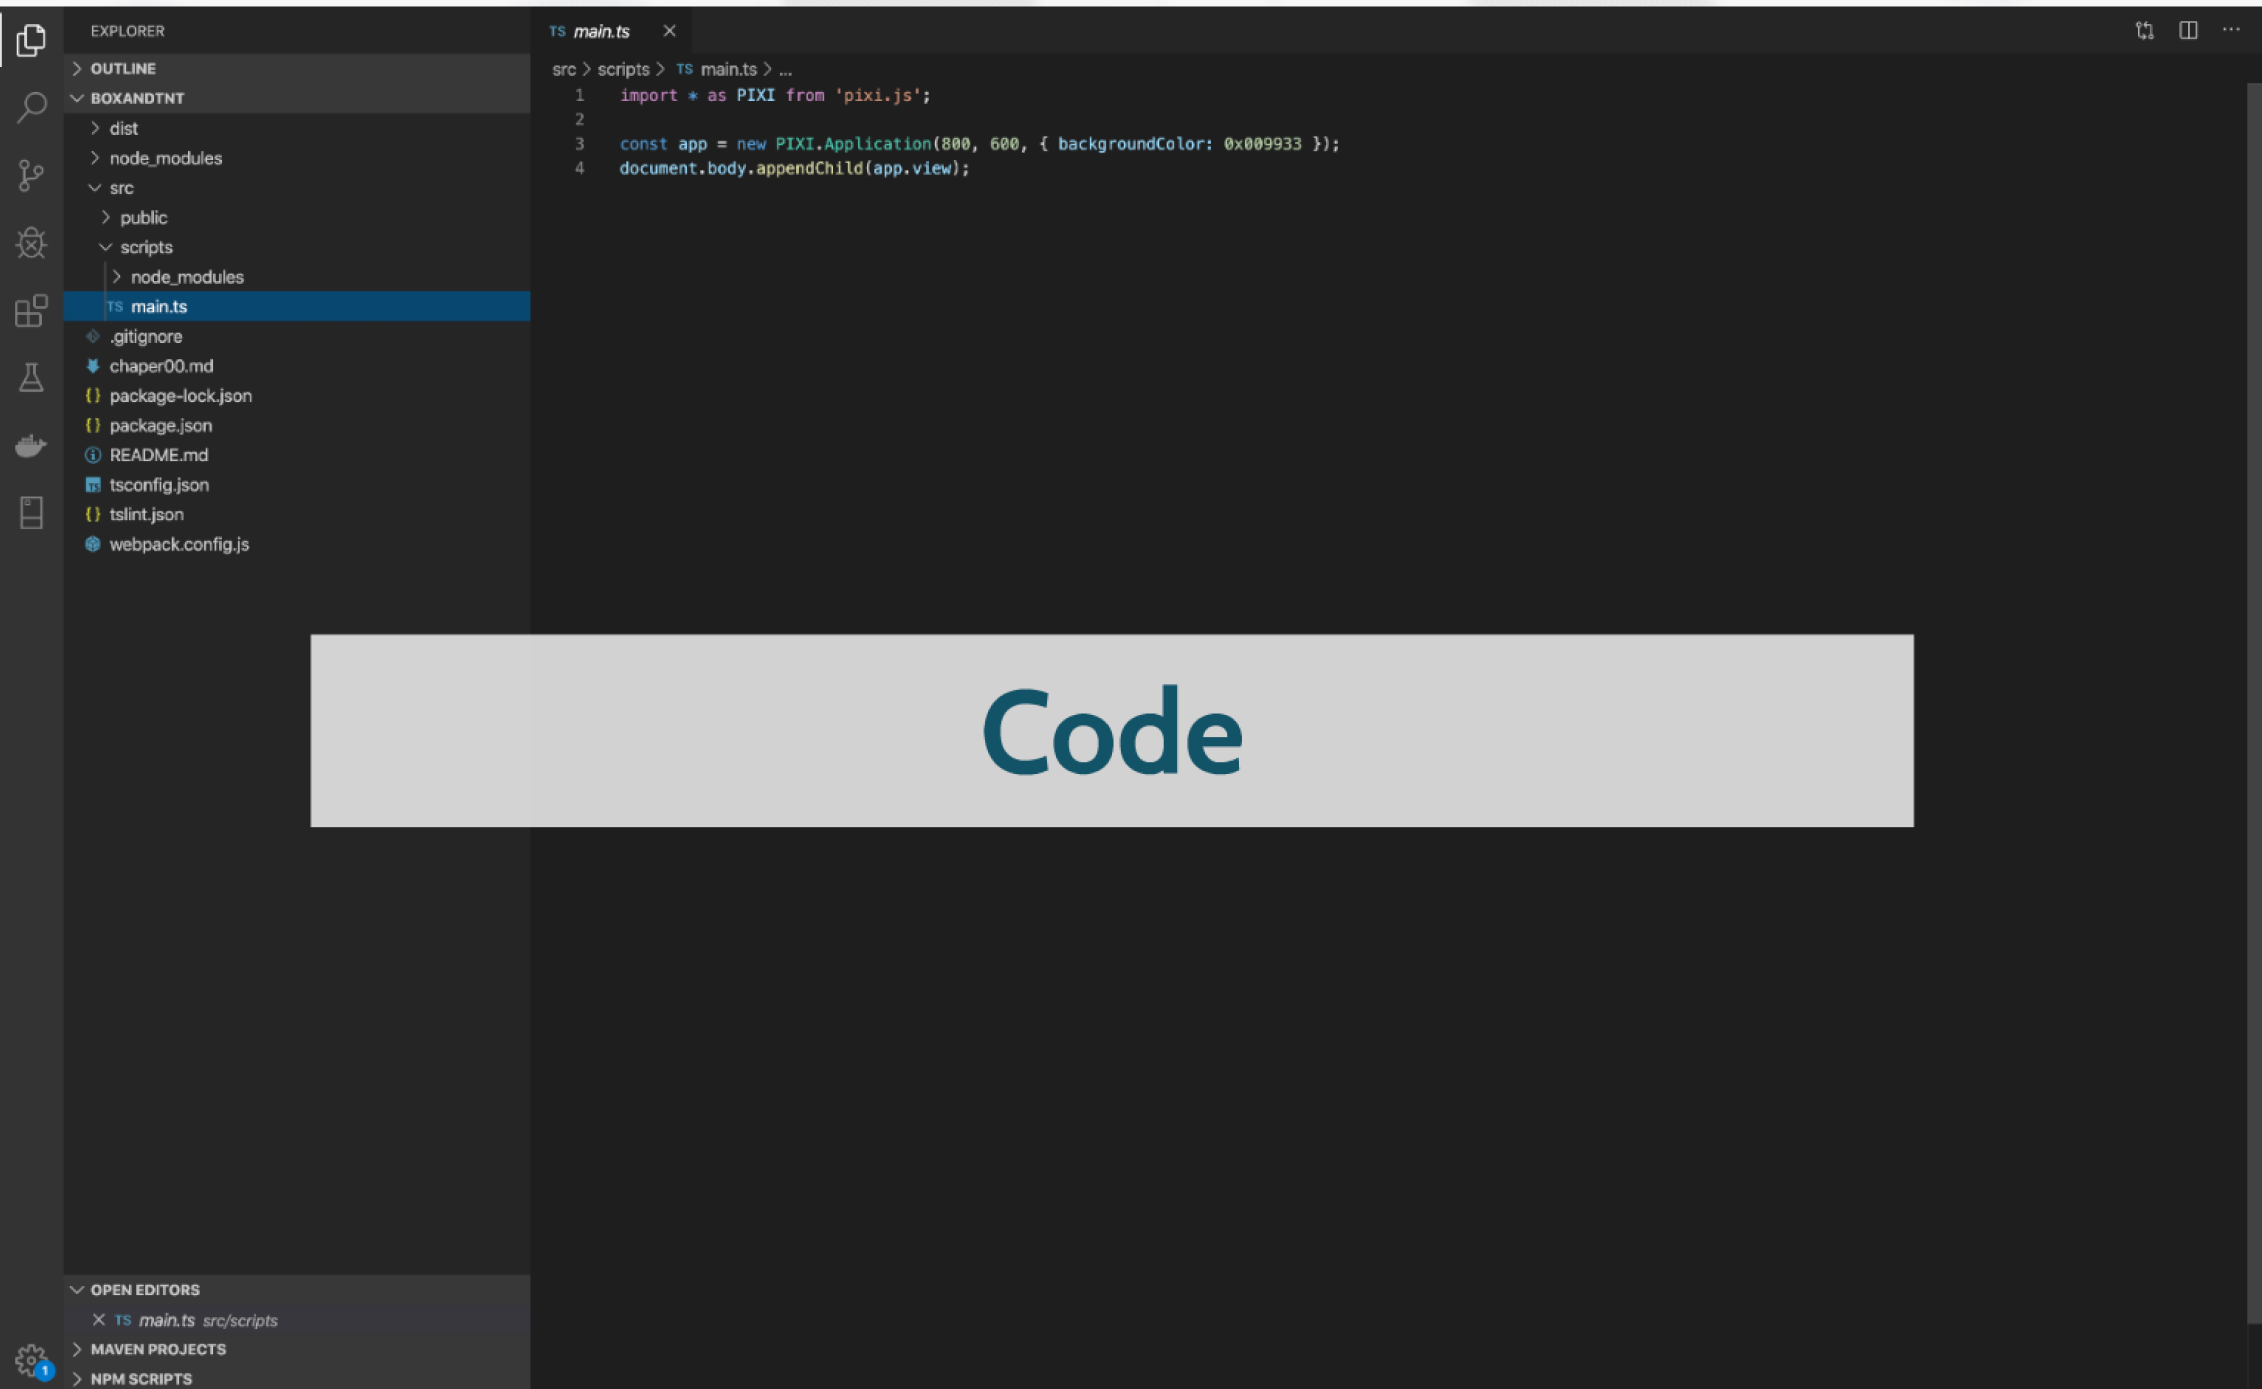 EXPLORER
OUTLINE
BOXANDTNT
dist
node_modules
src
public
scripts
node_modules
TS main.ts
.gitignore
chaper00.md
{} package-lock.json
{} package.json
README.md
TS tsconfig.json
{} tslint.json
webpack.config.js
OPEN EDITORS
TS main.ts src/scripts
MAVEN PROJECTS
NPM SCRIPTS
1
TS main.ts
src > scripts > TS main.ts > ...
1 import * as PIXI from 'pixi.js';
2
3 const app = new PIXI.Application(800, 600, { backgroundColor: 0x009933 });
4 document.body.appendChild(app.view);
Code